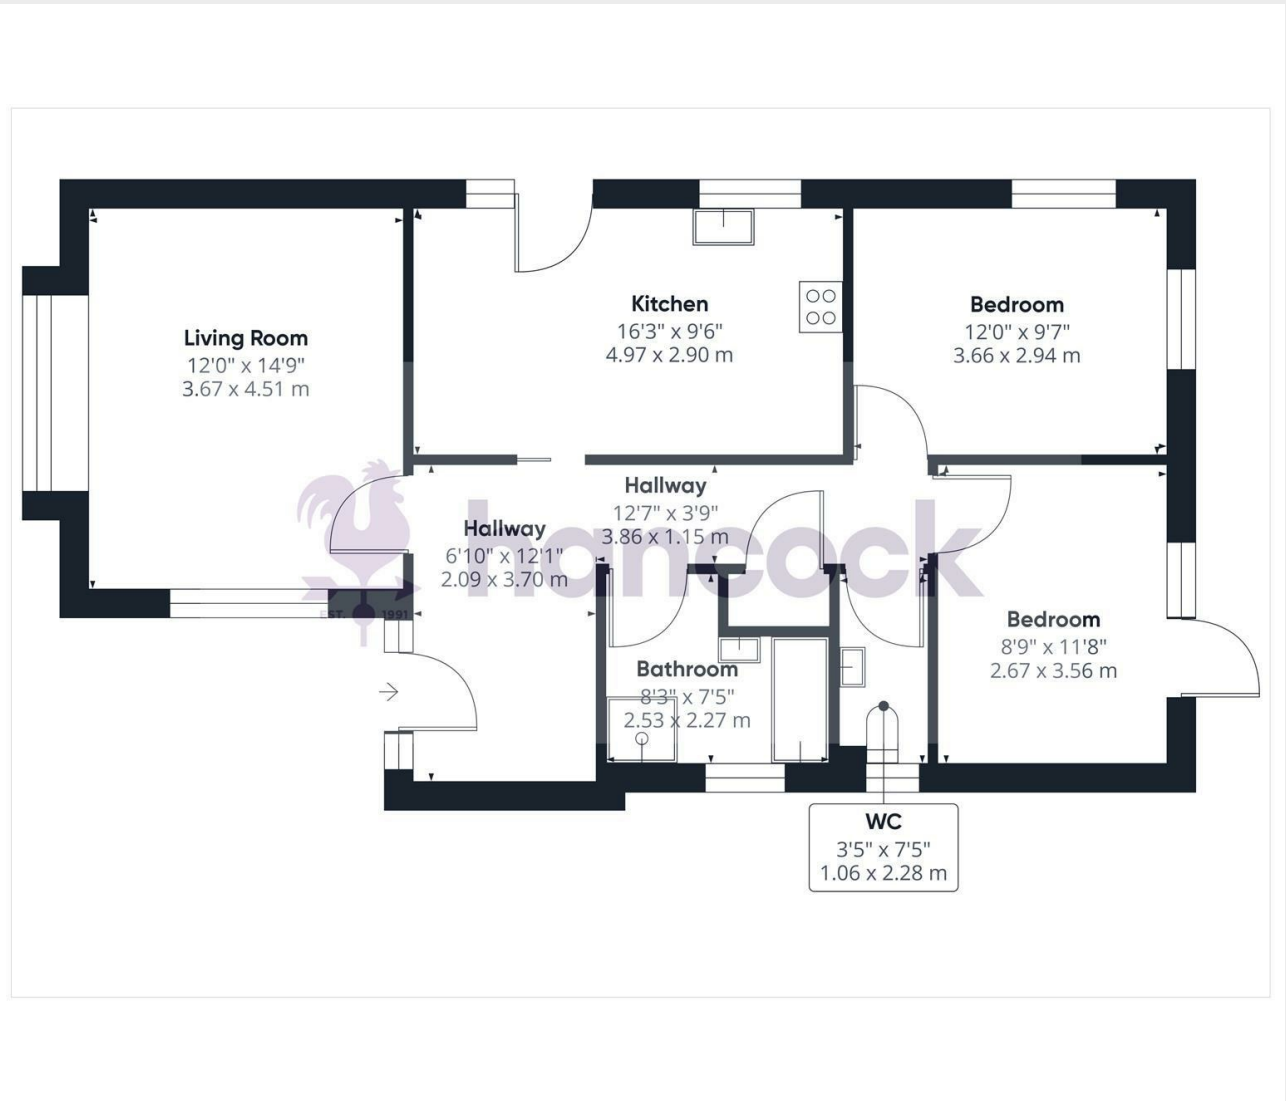 Living Room
12'0" x 14'9"
3.67 x 4.51 m
Kitchen
16'3" x 9'6"
4.97 x 2.90 m
Bedroom
12'0" x 9'7"
3.66 x 2.94 m
Hallway
12'7" x 3'9"
3.86 x 1.15 m
Hallway
6'10" x 12'1"
2.09 x 3.70 m
hancock
EST. 1991
Bedroom
8'9" x 11'8"
2.67 x 3.56 m
Bathroom
8'3" x 7'5"
2.53 x 2.27 m
WC
3'5" x 7'5"
1.06 x 2.28 m